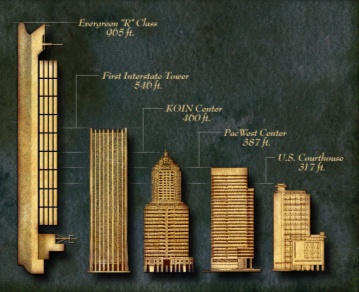 Evergreen "R" Class
965 ft.
First Interstate Tower
546 ft.
KOIN Center
460 ft.
PacWest Center
387 ft.
U.S. Courthouse
317 ft.